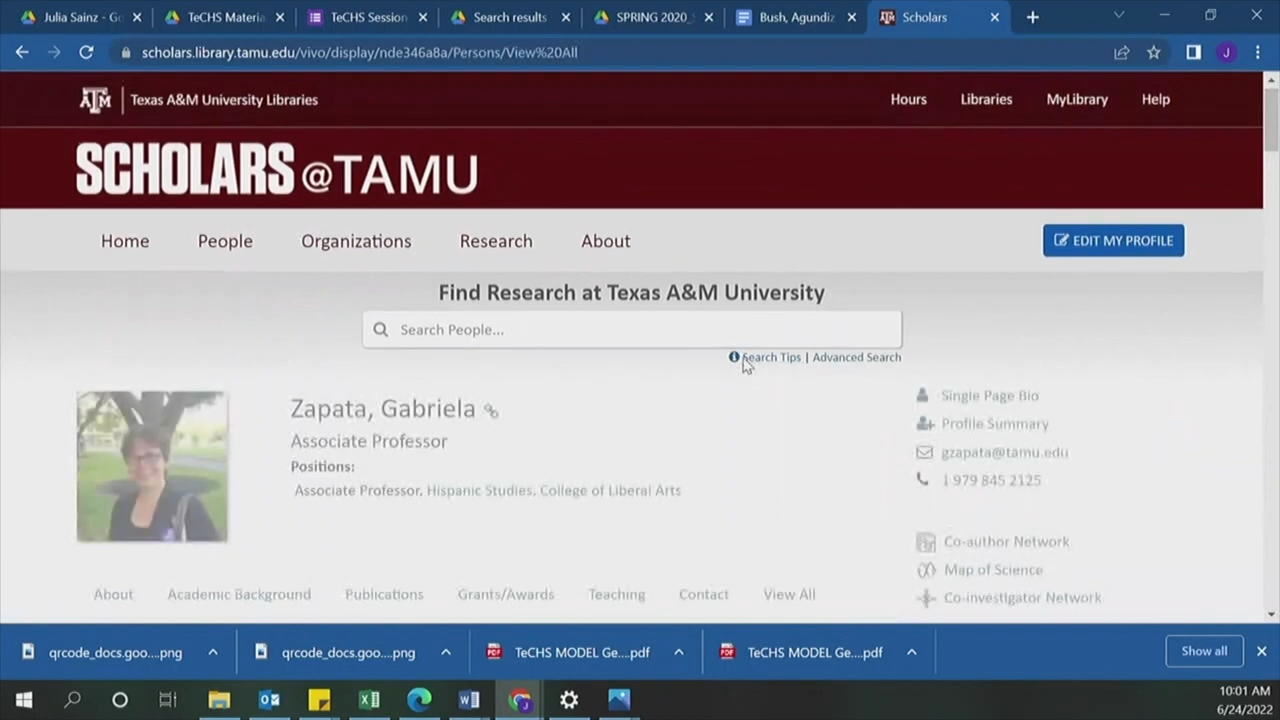 Julia Sainz - Go
TeCHS Materia
TeCHS Session
Search results
SPRING 2020_
Bush, Agundiz
Scholars
scholars.library.tamu.edu/vivo/display/nde346a8a/Persons/View%20All
J
TEXAS A&M UNIVERSITY LIBRARIES
Hours
Libraries
MyLibrary
Help
SCHOLARS @TAMU
Home
People
Organizations
Research
About
EDIT MY PROFILE
Find Research at Texas A&M University
Search People...
Search Tips | Advanced Search
Zapata, Gabriela
Associate Professor
Positions:
Associate Professor, Hispanic Studies, College of Liberal Arts
Single Page Bio
Profile Summary
gzapata@tamu.edu
1 979 845 2125
Co-author Network
Map of Science
Co-investigator Network
About
Academic Background
Publications
Grants/Awards
Teaching
Contact
View All
qrcode_docs.goo....png
qrcode_docs.goo....png
TeCHS MODEL Ge....pdf
TeCHS MODEL Ge....pdf
Show all
10:01 AM
6/24/2022